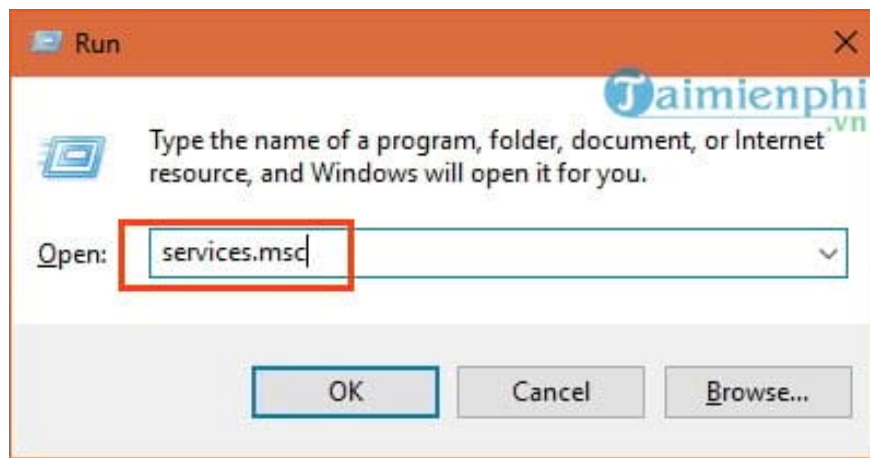 Run
Taimienphi
.vn
Type the name of a program, folder, document, or Internet
resource, and Windows will open it for you.
Open:
services.msc
OK
Cancel
Browse...